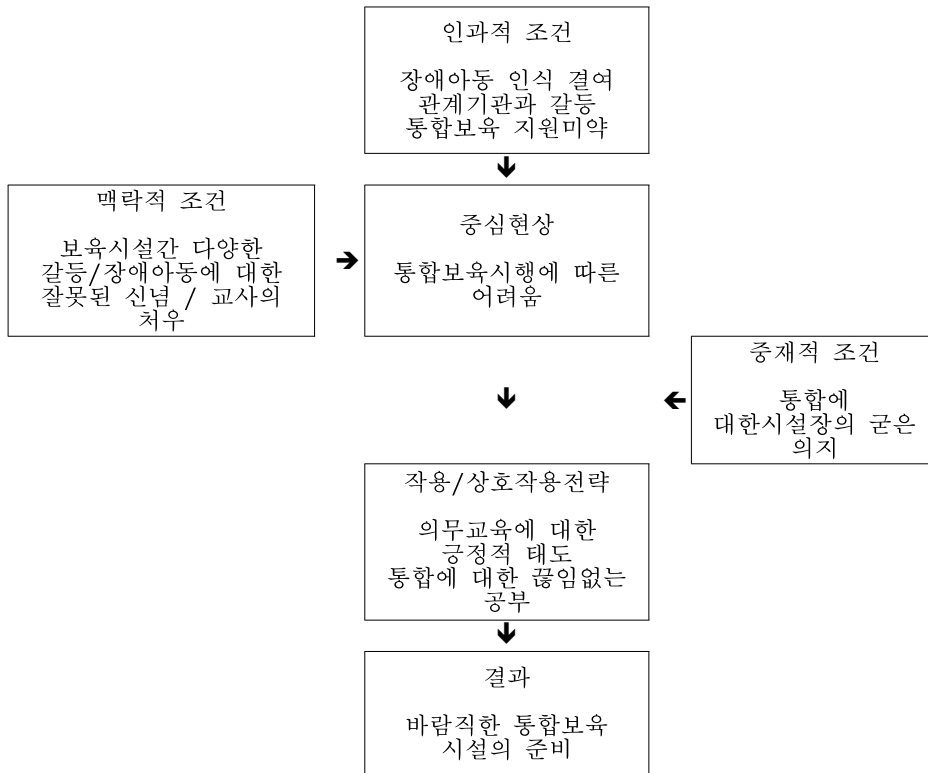 인과적 조건
장애아동 인식 결여
관계기관과 갈등
통합보육 지원미약
맥락적 조건
보육시설간 다양한
갈등/장애아동에 대한
잘못된 신념 / 교사의
처우
중심현상
통합보육시행에 따른
어려움
중재적 조건
통합에
대한시설장의 굳은
의지
작용/상호작용전략
의무교육에 대한
긍정적 태도
통합에 대한 끊임없는
공부
결과
바람직한 통합보육
시설의 준비